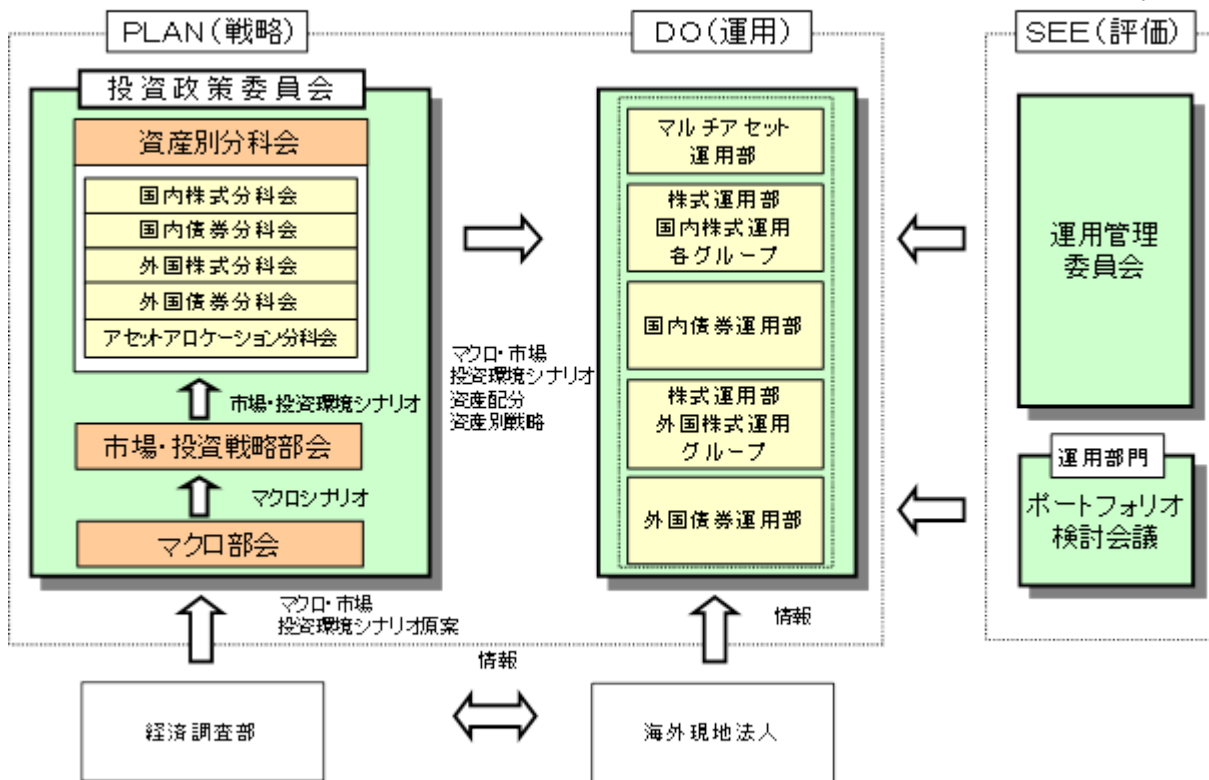 PLAN(戦略)
投資政策委員会
資産別分科会
国内株式分科会
国内債券分科会
外国株式分科会
外国債券分科会
アセットアロケーション分科会
市場・投資環境シナリオ
市場・投資戦略部会
マクロシナリオ
マクロ部会
マクロ・市場
投資環境シナリオ原案
マクロ・市場
投資環境シナリオ
資産配分
資産別戦略
DO(運用)
マルチアセット
運用部
株式運用部
国内株式運用
各グループ
国内債券運用部
株式運用部
外国株式運用
グループ
外国債券運用部
情報
SEE(評価)
運用管理
委員会
運用部門
ポートフォリオ
検討会議
経済調査部
情報
海外現地法人